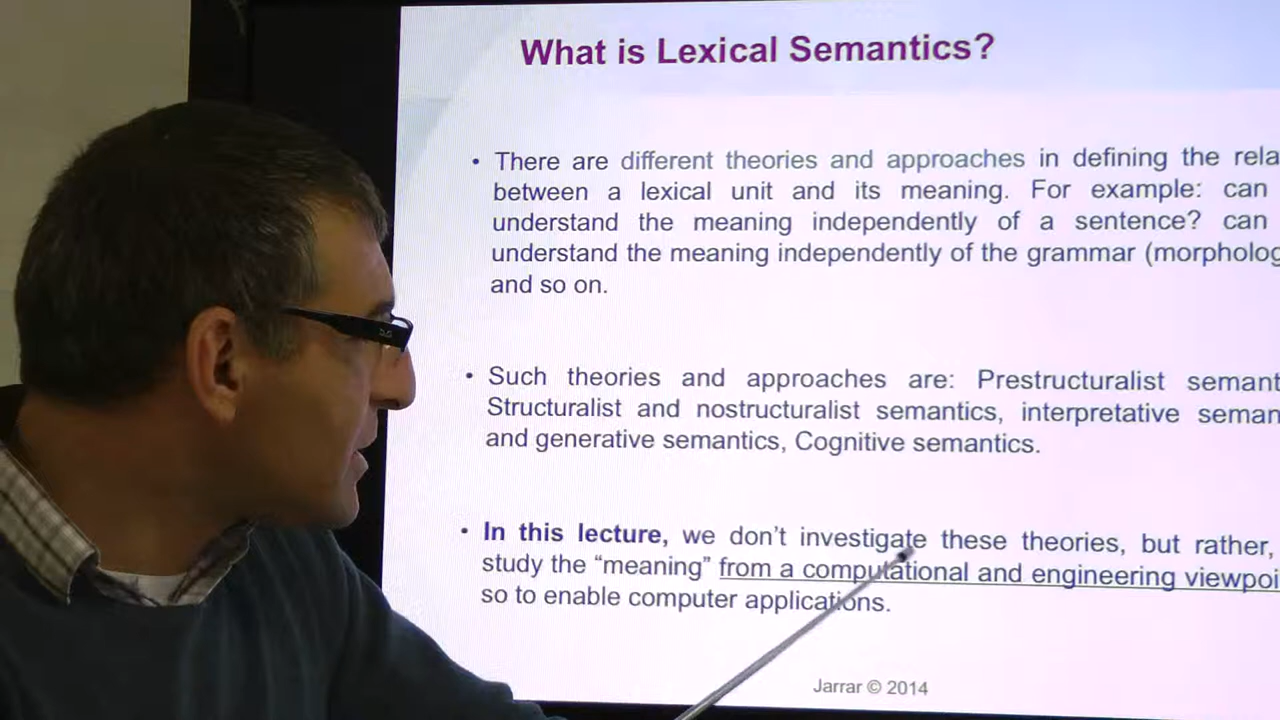 What is Lexical Semantics?
• There are different theories and approaches in defining the rela
between a lexical unit and its meaning. For example: can
understand the meaning independently of a sentence? can
understand the meaning independently of the grammar (morpholog
and so on.
• Such theories and approaches are: Prestructuralist semant
Structuralist and nostructuralist semantics, interpretative seman
and generative semantics, Cognitive semantics.
• In this lecture, we don't investigate these theories, but rather,
study the “meaning” from a computational and engineering viewpoi
so to enable computer applications.
Jarrar © 2014